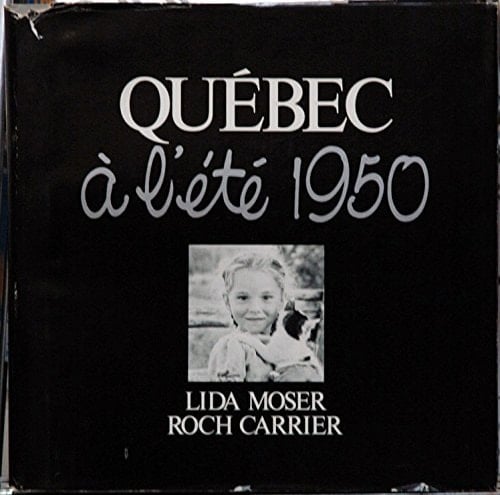 QUÉBEC
à l'été 1950
LIDA MOSER
ROCH CARRIER